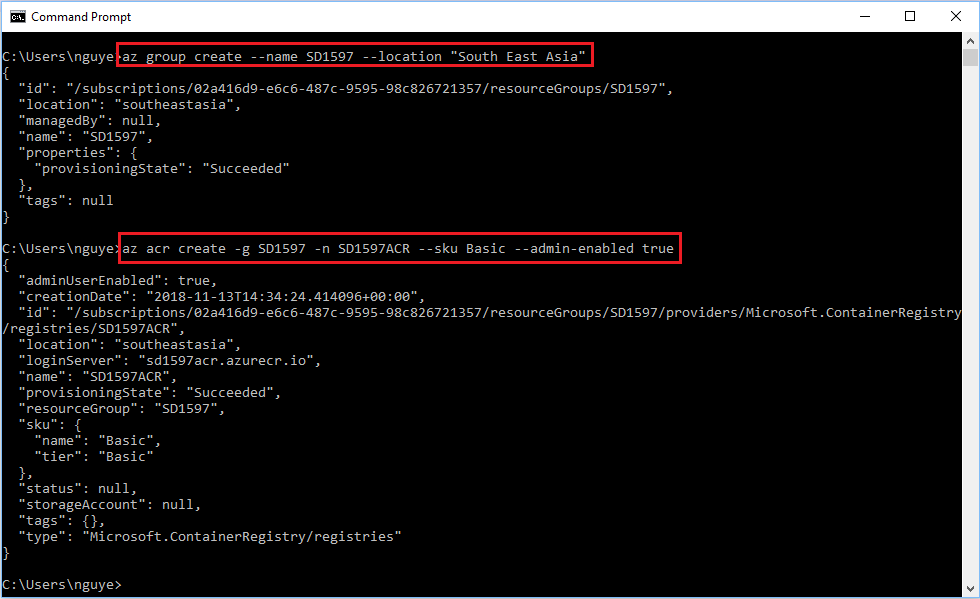 Command Prompt
C:\Users\nguye>az group create --name SD1597 --location "South East Asia"
{
  "id": "/subscriptions/02a416d9-e6c6-487c-9595-98c826721357/resourceGroups/SD1597",
  "location": "southeastasia",
  "managedBy": null,
  "name": "SD1597",
  "properties": {
    "provisioningState": "Succeeded"
  },
  "tags": null
}
C:\Users\nguye>az acr create -g SD1597 -n SD1597ACR --sku Basic --admin-enabled true
{
  "adminUserEnabled": true,
  "creationDate": "2018-11-13T14:34:24.414096+00:00",
  "id": "/subscriptions/02a416d9-e6c6-487c-9595-98c826721357/resourceGroups/SD1597/providers/Microsoft.ContainerRegistry
/registries/SD1597ACR",
  "location": "southeastasia",
  "loginServer": "sd1597acr.azurecr.io",
  "name": "SD1597ACR",
  "provisioningState": "Succeeded",
  "resourceGroup": "SD1597",
  "sku": {
    "name": "Basic",
    "tier": "Basic"
  },
  "status": null,
  "storageAccount": null,
  "tags": {},
  "type": "Microsoft.ContainerRegistry/registries"
}
C:\Users\nguye>